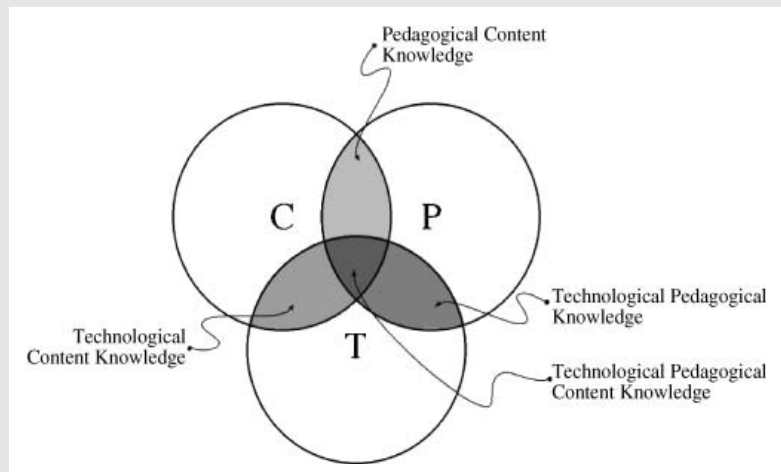 Pedagogical Content
Knowledge
C
P
Technological Pedagogical
Knowledge
Technological
Content Knowledge
T
Technological Pedagogical
Content Knowledge